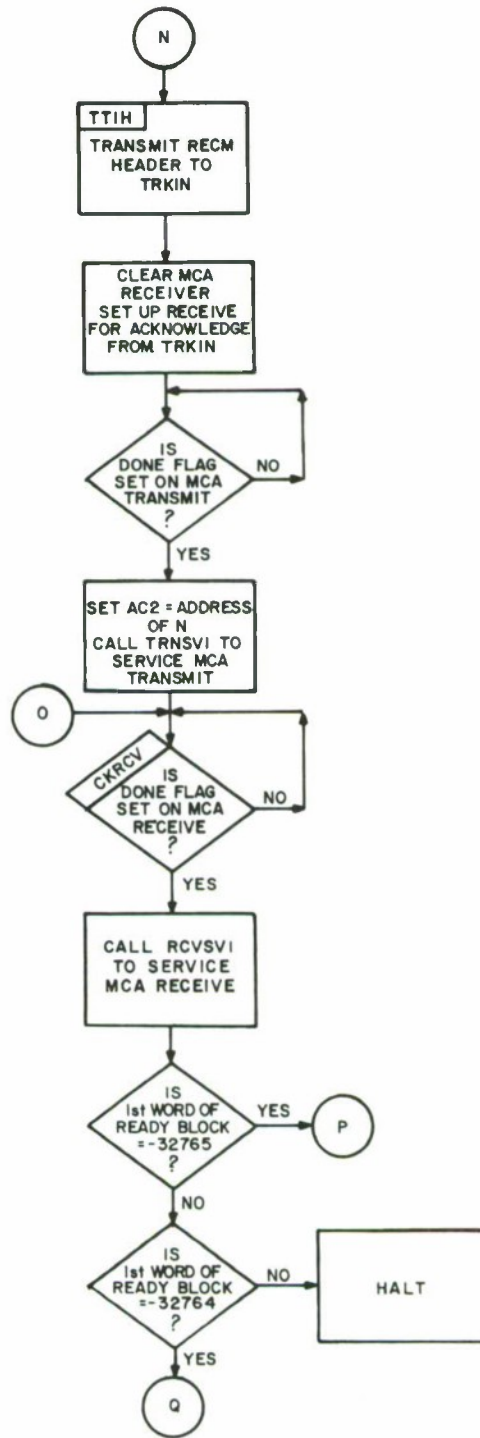 N
TTIH
TRANSMIT RECM
HEADER TO
TRKIN
CLEAR MCA
RECEIVER
SET UP RECEIVE
FOR ACKNOWLEDGE
FROM TRKIN
IS
DONE FLAG
SET ON MCA
TRANSMIT
?
NO
YES
SET AC2 = ADDRESS
OF N
CALL TRNSVI TO
SERVICE MCA
TRANSMIT
O
CKRCV
IS
DONE FLAG
SET ON MCA
RECEIVE
?
NO
YES
CALL RCVSVI
TO SERVICE
MCA RECEIVE
IS
1st WORD OF
READY BLOCK
=-32765
?
YES
P
NO
IS
1st WORD OF
READY BLOCK
=-32764
?
NO
HALT
YES
Q